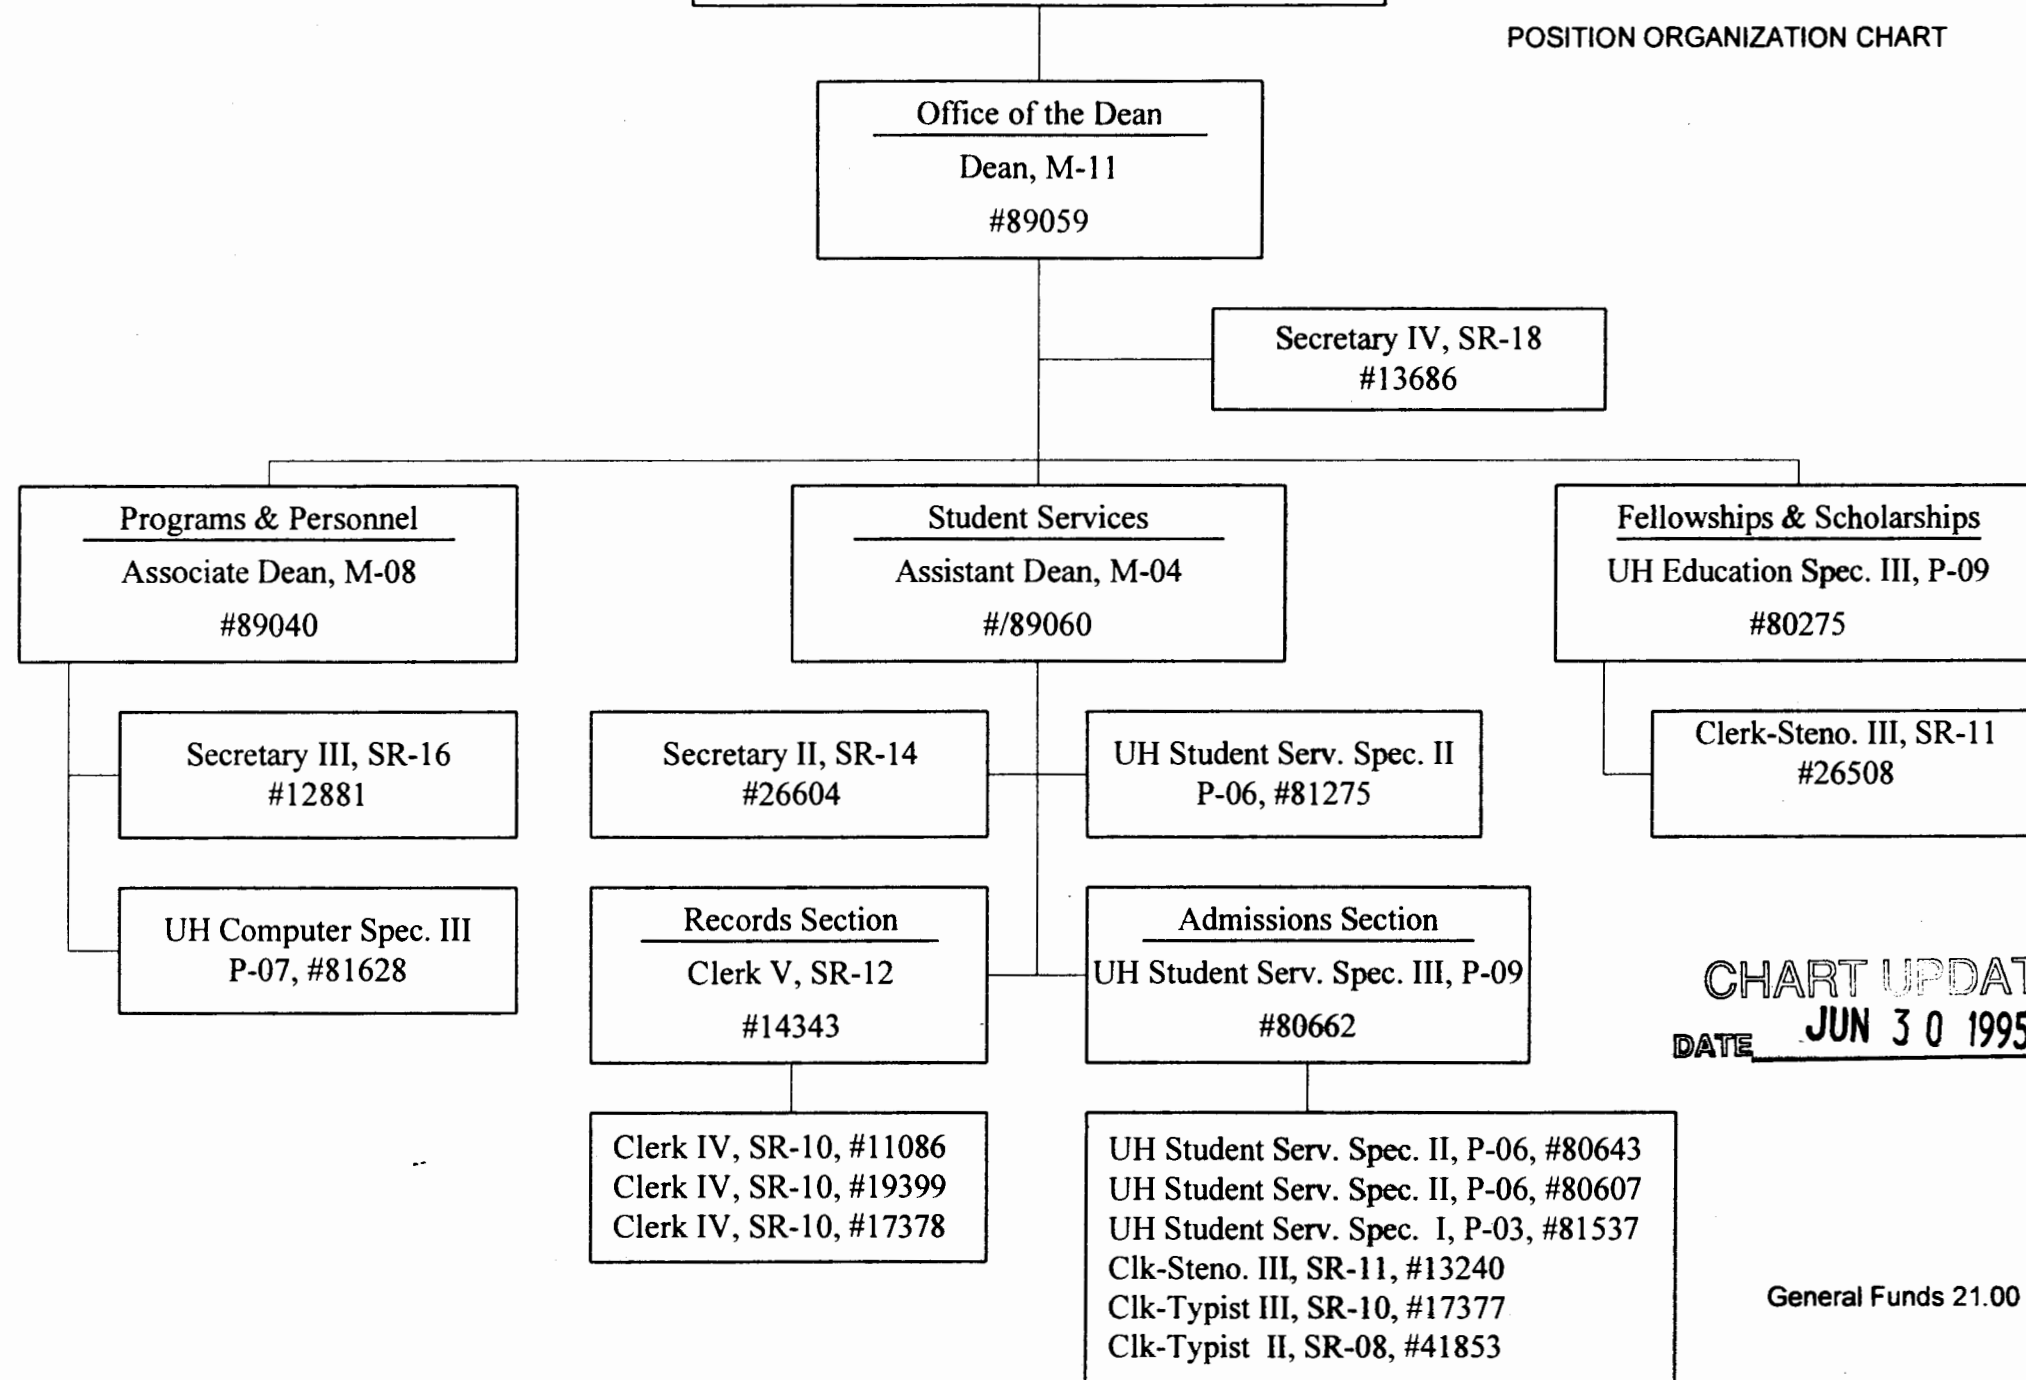 POSITION ORGANIZATION CHART
Office of the Dean
Dean, M-11
#89059
Secretary IV, SR-18
#13686
Programs & Personnel
Associate Dean, M-08
#89040
Student Services
Assistant Dean, M-04
#/89060
Fellowships & Scholarships
UH Education Spec. III, P-09
#80275
Secretary III, SR-16
#12881
Secretary II, SR-14
#26604
UH Student Serv. Spec. II
P-06, #81275
Clerk-Steno. III, SR-11
#26508
UH Computer Spec. III
P-07, #81628
Records Section
Clerk V, SR-12
#14343
Admissions Section
UH Student Serv. Spec. III, P-09
#80662
CHART UPDAT
DATE JUN 30 1995
Clerk IV, SR-10, #11086
Clerk IV, SR-10, #19399
Clerk IV, SR-10, #17378
UH Student Serv. Spec. II, P-06, #80643
UH Student Serv. Spec. II, P-06, #80607
UH Student Serv. Spec. I, P-03, #81537
Clk-Steno. III, SR-11, #13240
Clk-Typist III, SR-10, #17377
Clk-Typist II, SR-08, #41853
General Funds 21.00